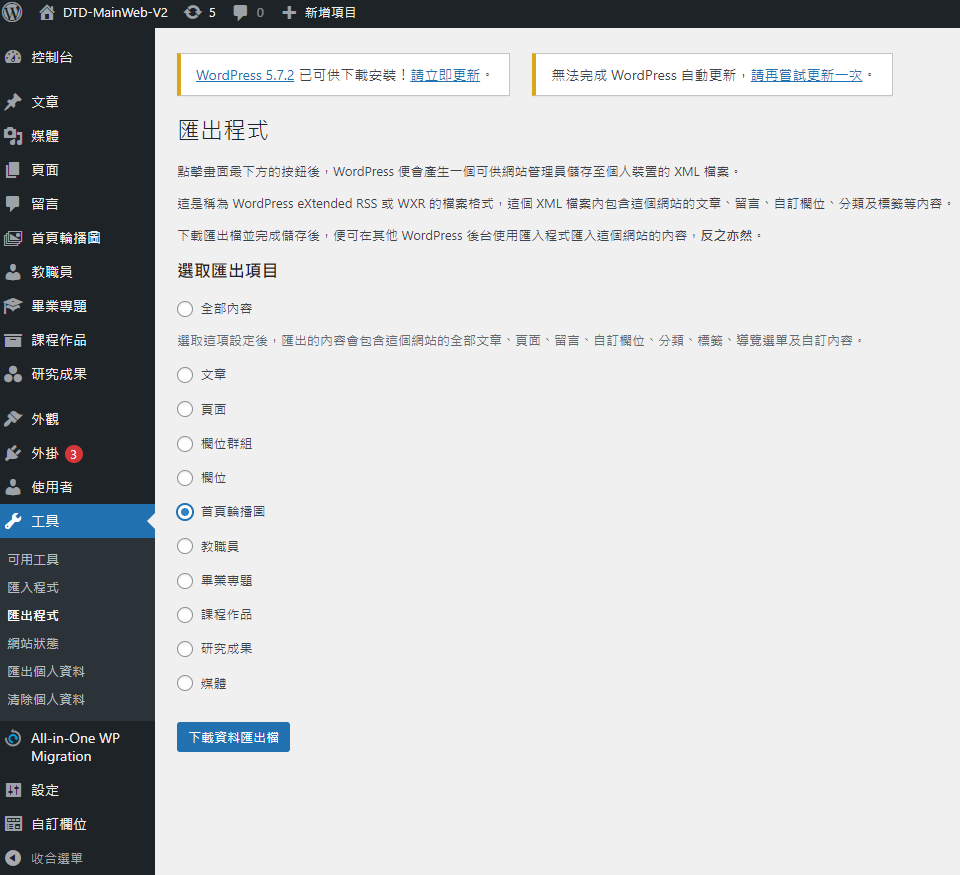 DTD-MainWeb-V2 5 0 新增項目
控制台
文章
媒體
頁面
留言
首頁輪播圖
教職員
畢業專題
課程作品
研究成果
外觀
外掛 3
使用者
工具
可用工具
匯入程式
匯出程式
網站狀態
匯出個人資料
清除個人資料
All-in-One WP
Migration
設定
自訂欄位
收合選單
WordPress 5.7.2 已可供下載安裝！請立即更新。
無法完成 WordPress 自動更新，請再嘗試更新一次。
匯出程式
點擊畫面最下方的按鈕後，WordPress 便會產生一個可供網站管理員儲存至個人裝置的 XML 檔案。
這是稱為 WordPress eXtended RSS 或 WXR 的檔案格式，這個 XML 檔案內包含這個網站的文章、留言、自訂欄位、分類及標籤等內容。
下載匯出檔並完成儲存後，便可在其他 WordPress 後台使用匯入程式匯入這個網站的內容，反之亦然。
選取匯出項目
全部內容
選取這項設定後，匯出的內容會包含這個網站的全部文章、頁面、留言、自訂欄位、分類、標籤、導覽選單及自訂內容。
文章
頁面
欄位群組
欄位
首頁輪播圖
教職員
畢業專題
課程作品
研究成果
媒體
下載資料匯出檔